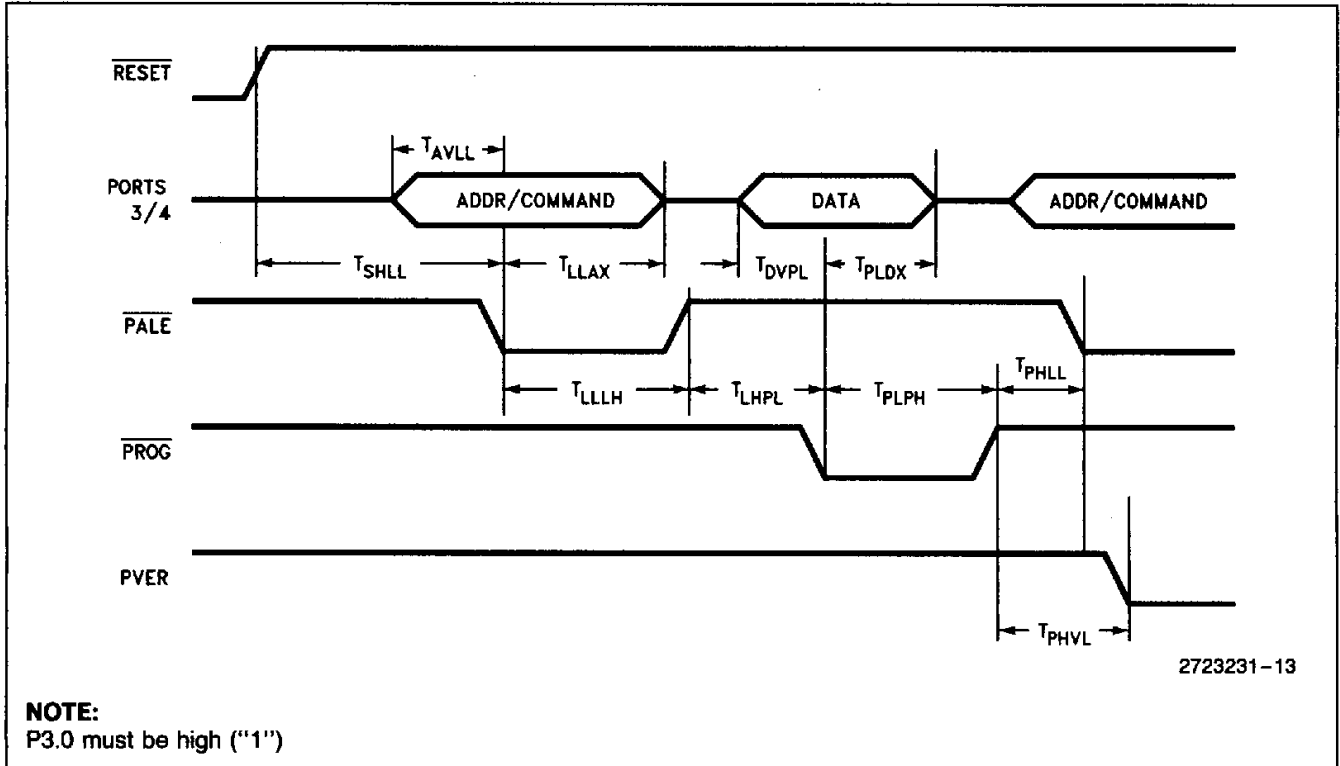 RESET
T_AVLL
PORTS
3/4
ADDR/COMMAND DATA ADDR/COMMAND
T_SHLL T_LLAX T_DVPL T_PLDX
PALE
T_PHLL
T_LLLH T_LHPL T_PLPH
PROG
PVER
T_PHVL
2723231-13
NOTE:
P3.0 must be high ("1")